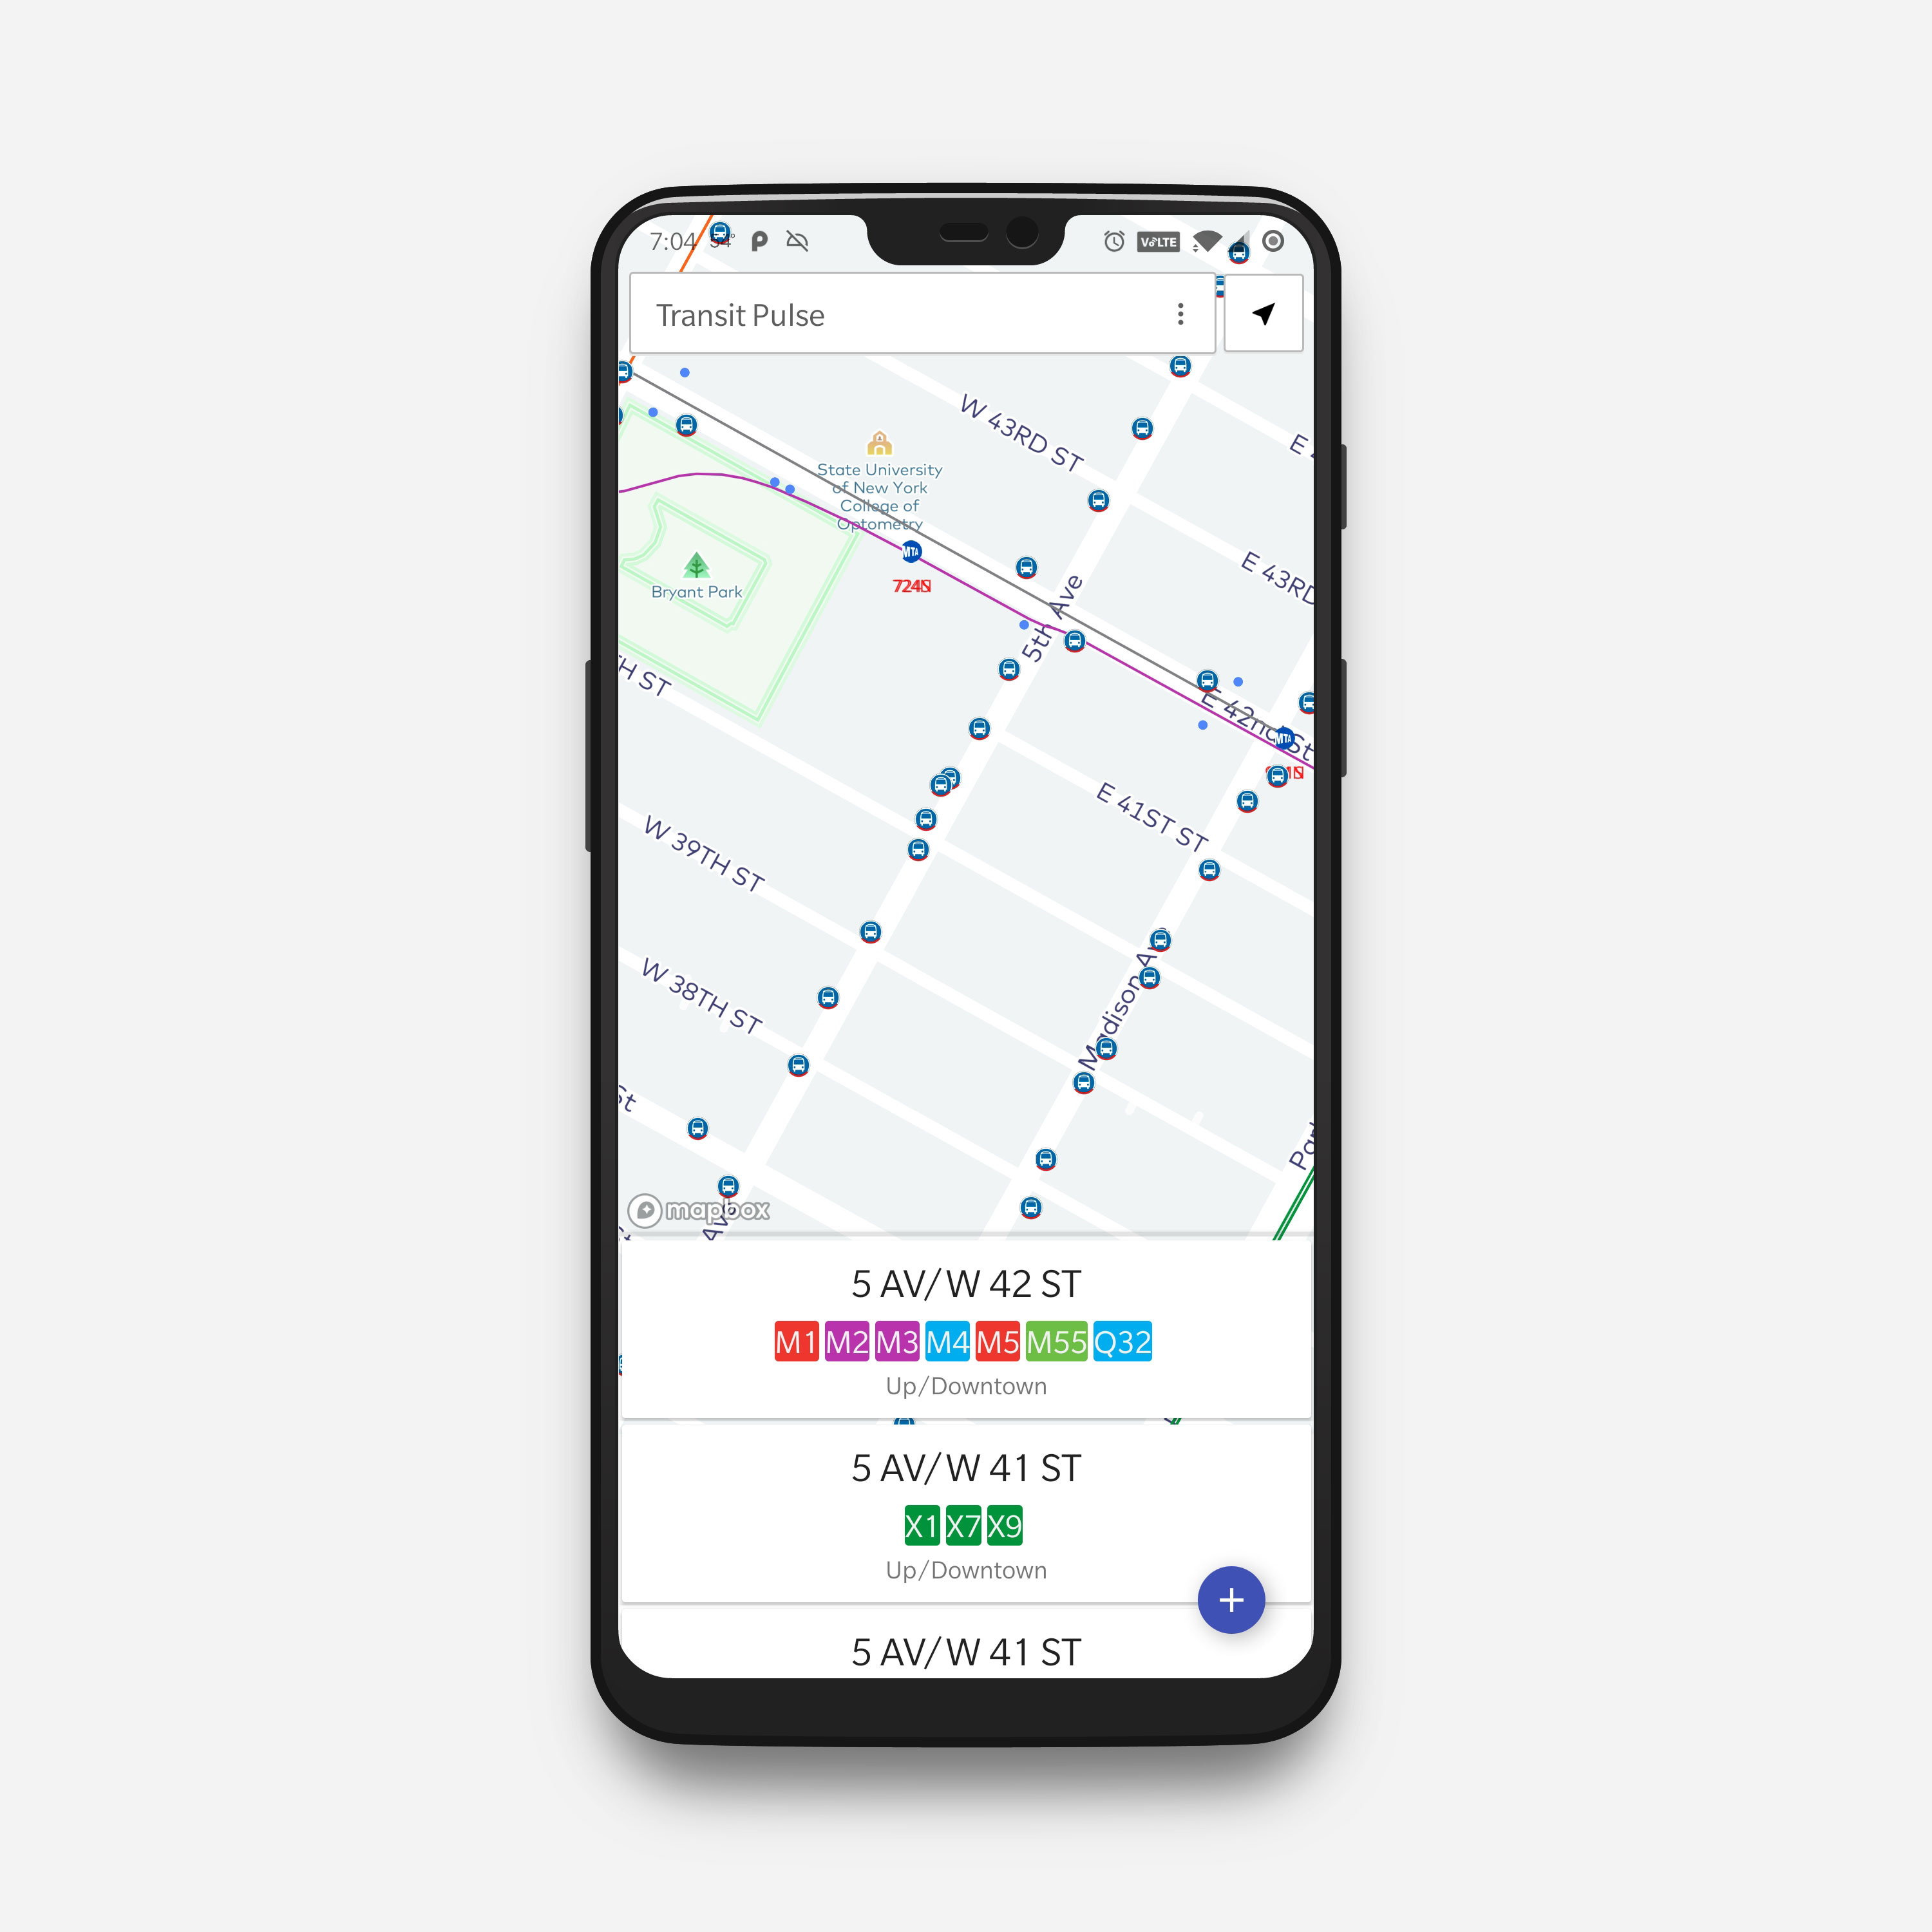 7:04 54°
VoLTE
Transit Pulse
W 43RD ST
State University
of New York
College of
Optometry
MTA
Bryant Park
5th Ave
E 43RD
E 42nd St
MTA
E 41ST ST
W 39TH ST
Madison Ave
W 38TH ST
mapbox
5 AV/W 42 ST
M1 M2 M3 M4 M5 M55 Q32
Up/Downtown
5 AV/W 41 ST
X1 X7 X9
Up/Downtown
+
5 AV/W 41 ST